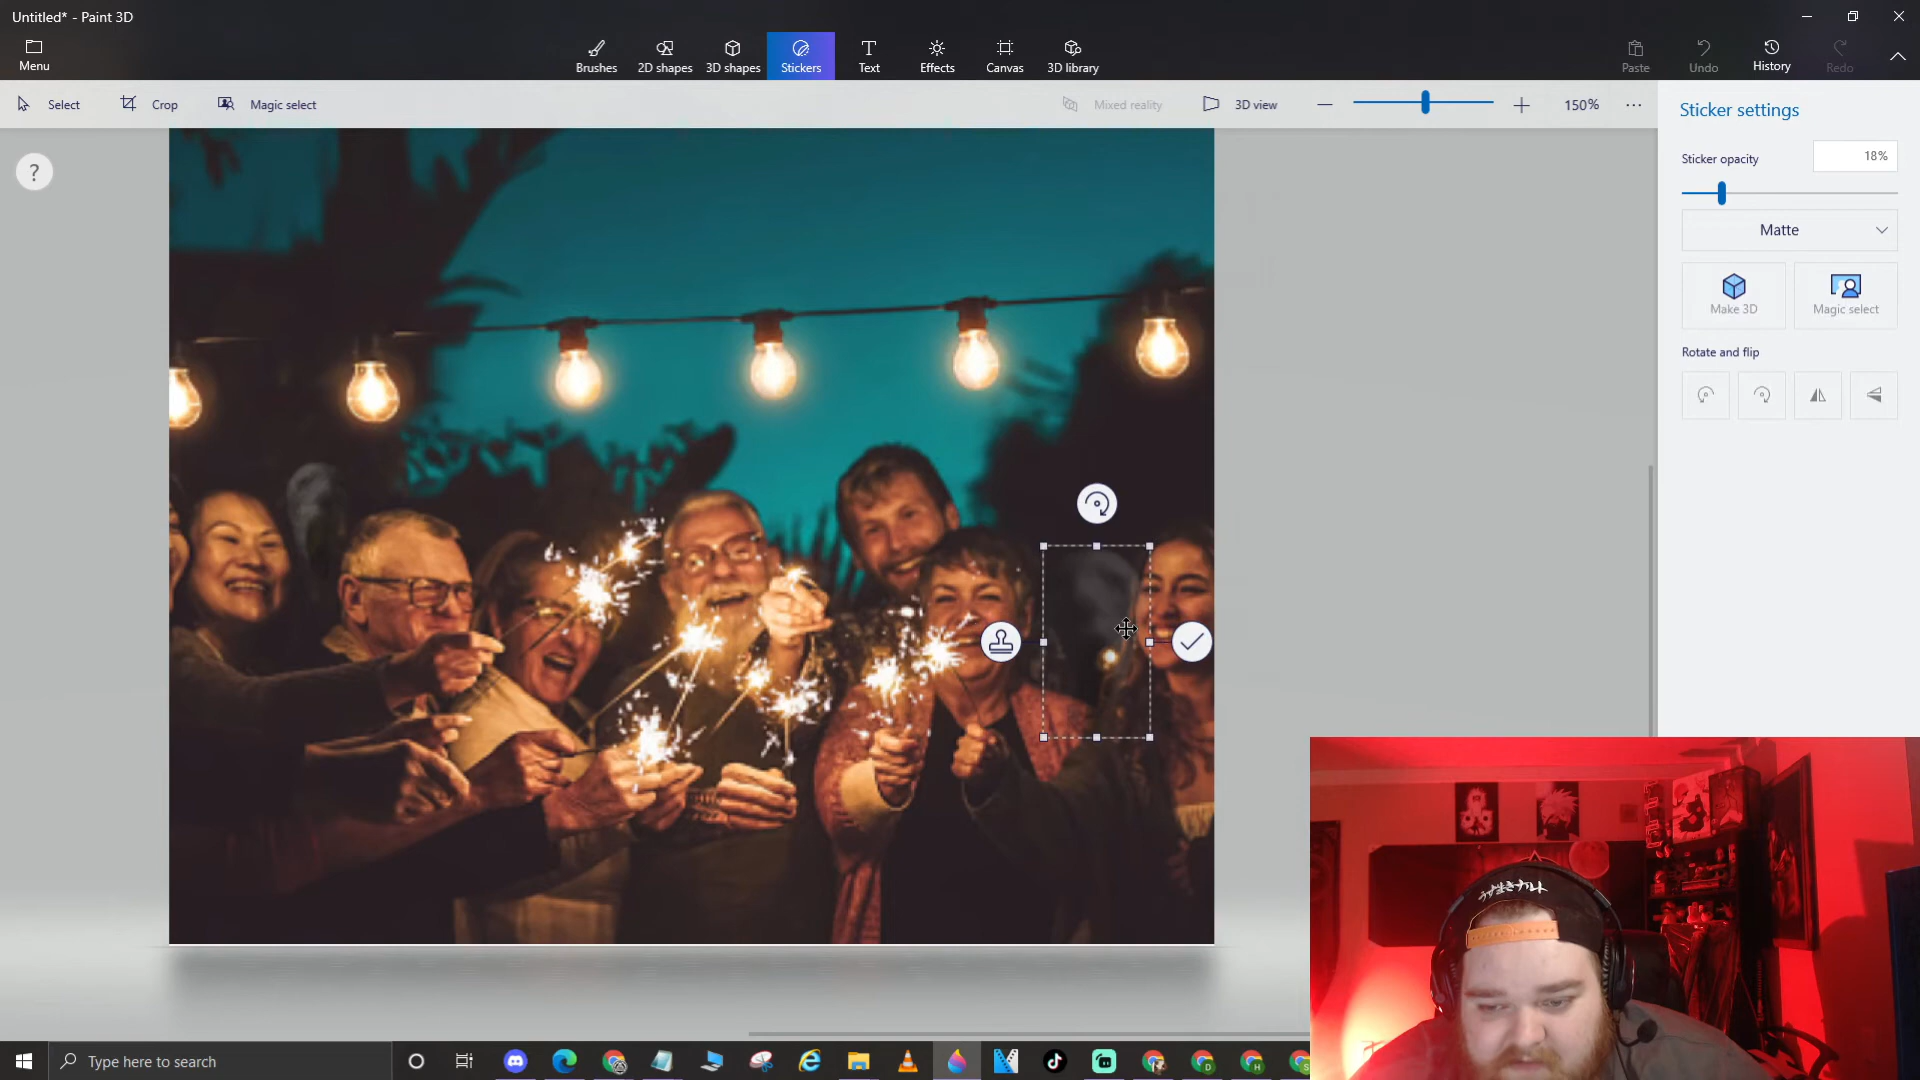 Untitled* - Paint 3D
Menu
Brushes
2D shapes
3D shapes
Stickers
Text
Effects
Canvas
3D library
Paste
Undo
History
Redo
Select
Crop
Magic select
Mixed reality
3D view
150%
Sticker settings
?
Sticker opacity
18%
Matte
Make 3D
Magic select
Rotate and flip
Type here to search